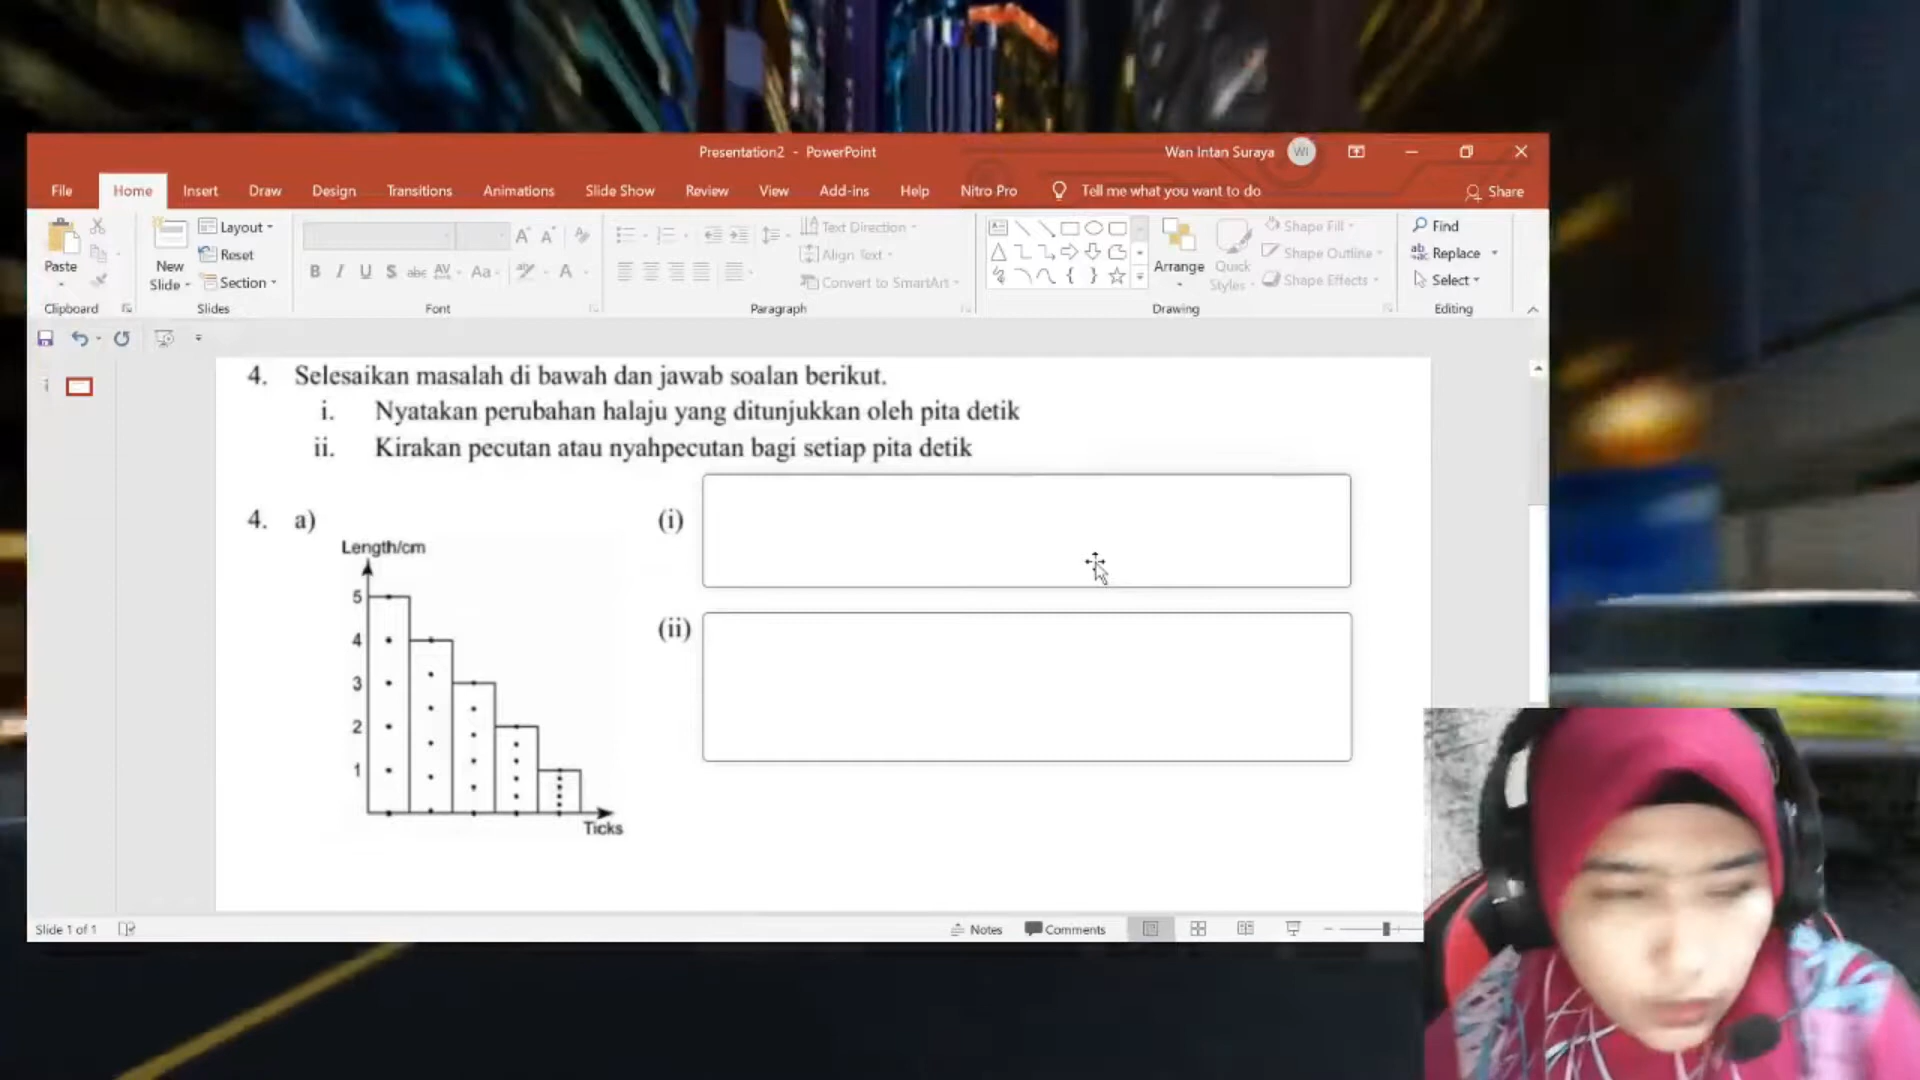 Presentation2 - PowerPoint
Wan Intan Suraya
WI
File Home Insert Draw Design Transitions Animations Slide Show Review View Add-ins Help Nitro Pro Tell me what you want to do Share
Paste
Clipboard
New Slide
Layout
Reset
Section
Slides
B I U S abc AV Aa A
Font
Text Direction
Align Text
Convert to SmartArt
Paragraph
Arrange
Quick Styles
Shape Fill
Shape Outline
Shape Effects
Drawing
Find
Replace
Select
Editing
4. Selesaikan masalah di bawah dan jawab soalan berikut.
i. Nyatakan perubahan halaju yang ditunjukkan oleh pita detik
ii. Kirakan pecutan atau nyahpecutan bagi setiap pita detik
4. a)
Length/cm
5
4
3
2
1
Ticks
(i)
(ii)
Slide 1 of 1
Notes
Comments